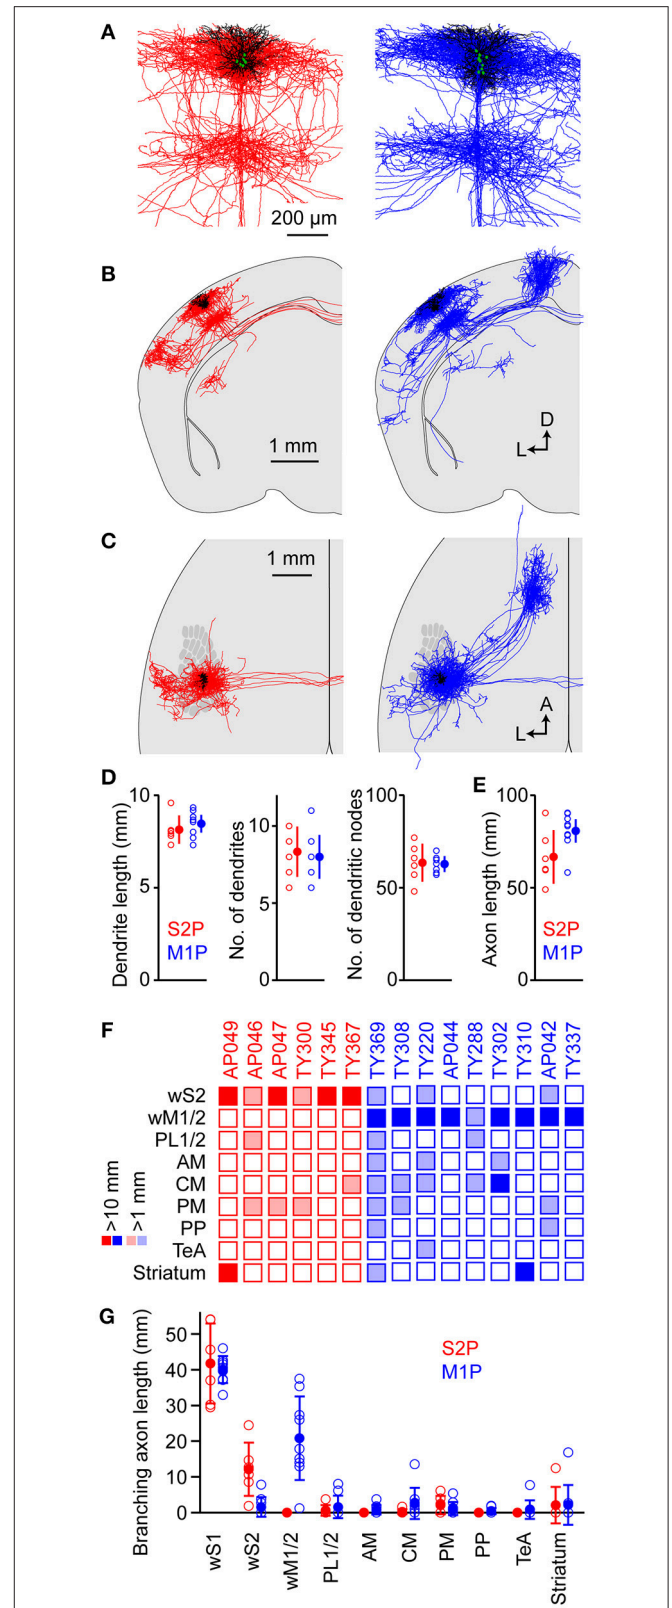 A
200 µm
B
1 mm
D
L
C
1 mm
A
L
D
E
10
5
0
Dendrite length (mm)
S2P
M1P
10
5
0
No. of dendrites
100
50
0
No. of dendritic nodes
100
50
0
Axon length (mm)
S2P
M1P
F
AP049
AP046
AP047
TY300
TY345
TY367
TY369
TY308
TY220
AP044
TY288
TY302
TY310
AP042
TY337
wS2
wM1/2
PL1/2
AM
CM
PM
PP
TeA
Striatum
>10 mm
>1 mm
G
Branching axon length (mm)
50
40
30
20
10
0
S2P
M1P
wS1
wS2
wM1/2
PL1/2
AM
CM
PM
PP
TeA
Striatum